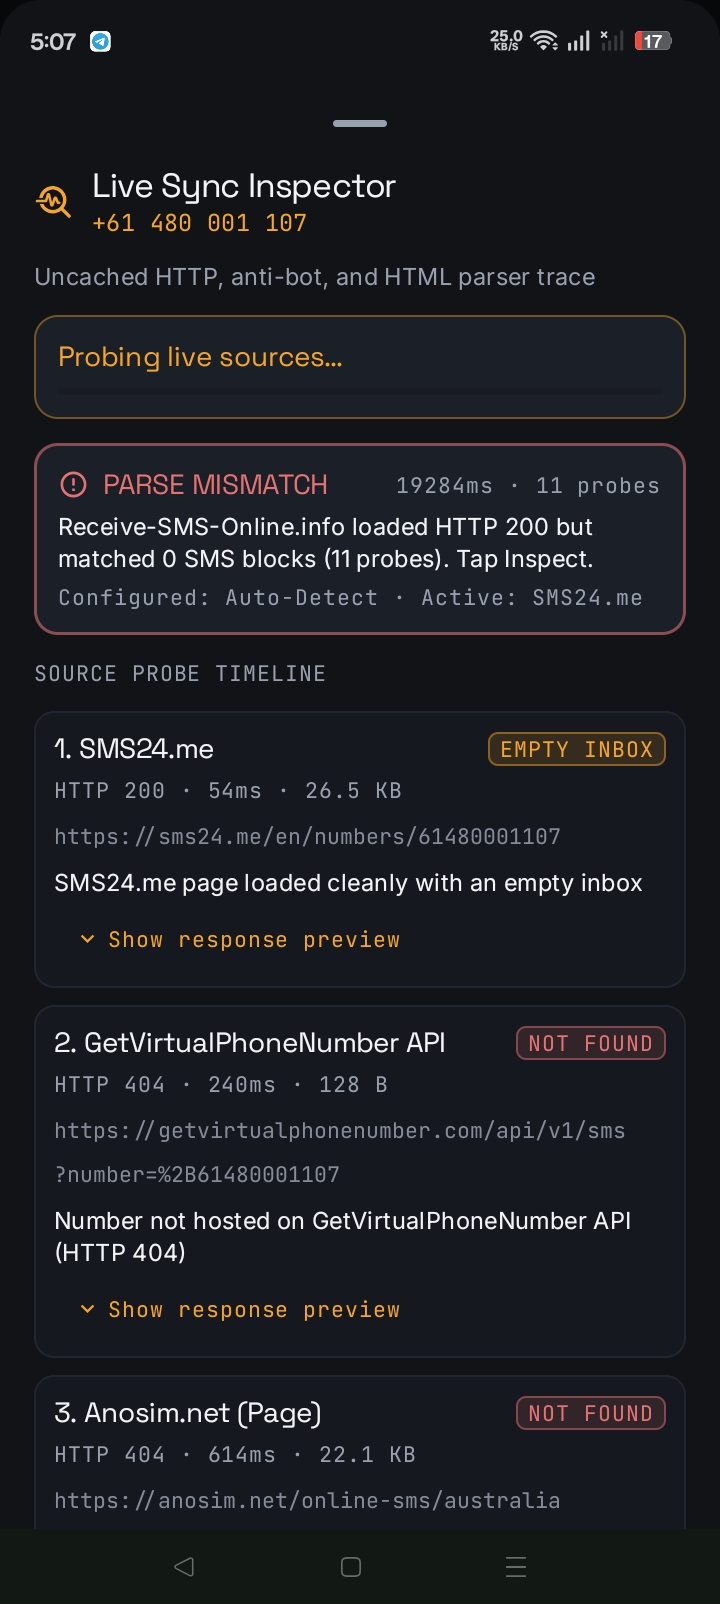 5:07
25.0
KB/S
17
Live Sync Inspector
+61 480 001 107
Uncached HTTP, anti-bot, and HTML parser trace
Probing live sources...
PARSE MISMATCH 19284ms · 11 probes
Receive-SMS-Online.info loaded HTTP 200 but
matched 0 SMS blocks (11 probes). Tap Inspect.
Configured: Auto-Detect · Active: SMS24.me
SOURCE PROBE TIMELINE
1. SMS24.me EMPTY INBOX
HTTP 200 · 54ms · 26.5 KB
https://sms24.me/en/numbers/61480001107
SMS24.me page loaded cleanly with an empty inbox
Show response preview
2. GetVirtualPhoneNumber API NOT FOUND
HTTP 404 · 240ms · 128 B
https://getvirtualphonenumber.com/api/v1/sms
?number=%2B61480001107
Number not hosted on GetVirtualPhoneNumber API
(HTTP 404)
Show response preview
3. Anosim.net (Page) NOT FOUND
HTTP 404 · 614ms · 22.1 KB
https://anosim.net/online-sms/australia